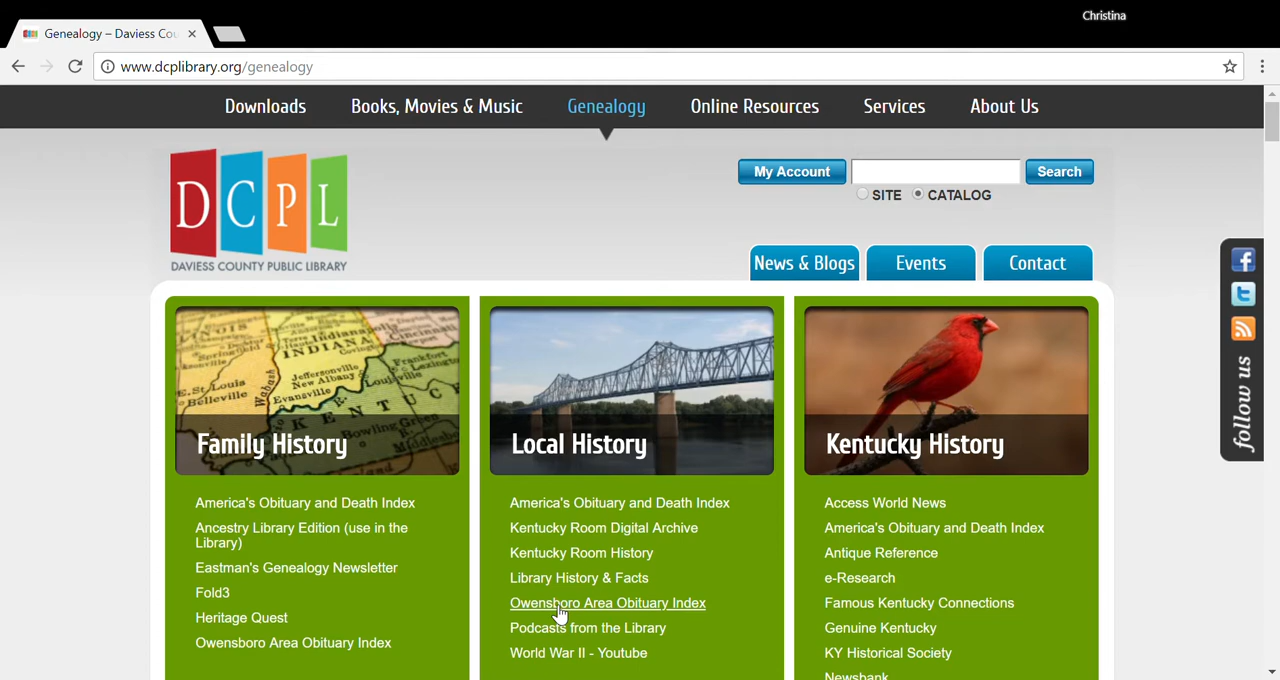 Christina
Genealogy – Daviess Cou
www.dcplibrary.org/genealogy
Downloads
Books, Movies & Music
Genealogy
Online Resources
Services
About Us
DCPL
DAVIESS COUNTY PUBLIC LIBRARY
My Account
Search
SITE
CATALOG
News & Blogs
Events
Contact
follow us
Family History
America's Obituary and Death Index
Ancestry Library Edition (use in the
Library)
Eastman's Genealogy Newsletter
Fold3
Heritage Quest
Owensboro Area Obituary Index
Local History
America's Obituary and Death Index
Kentucky Room Digital Archive
Kentucky Room History
Library History & Facts
Owensboro Area Obituary Index
Podcasts from the Library
World War II - Youtube
Kentucky History
Access World News
America's Obituary and Death Index
Antique Reference
e-Research
Famous Kentucky Connections
Genuine Kentucky
KY Historical Society
Newsbank